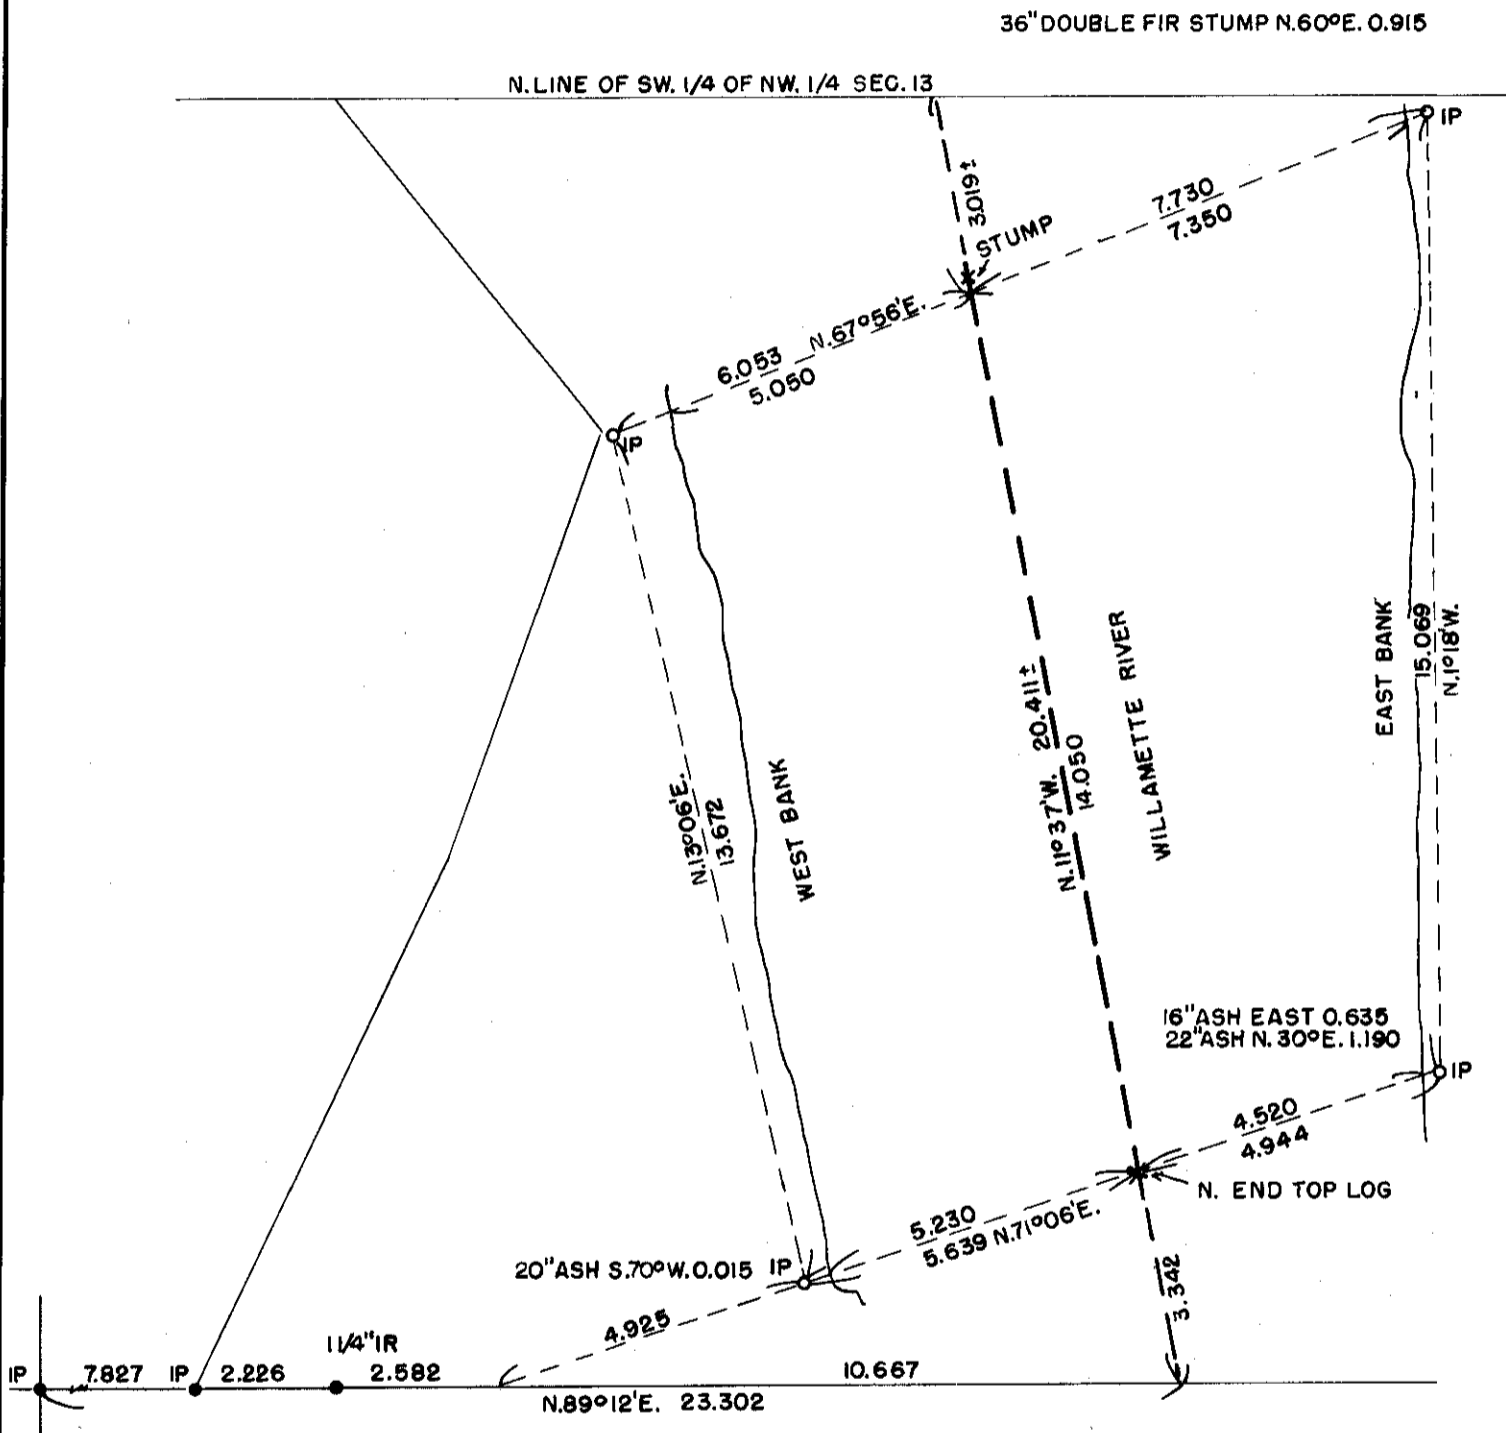 36" DOUBLE FIR STUMP N.60°E. 0.915
N. LINE OF SW. 1/4 OF NW. 1/4 SEC. 13
IP
3.019±
7.730
7.350
STUMP
N.67°56'E.
6.053
5.050
IP
EAST BANK
15.069
N.1°18'W.
WILLAMETTE RIVER
N.11°37'W. 20.411±
14.050
WEST BANK
N.13°06'E.
13.672
16" ASH EAST 0.635
22" ASH N. 30°E. 1.190
IP
4.520
4.944
N. END TOP LOG
5.230
5.639 N.71°06'E.
20" ASH S.70°W. 0.015 IP
3.342
4.925
1 1/4" IR
IP 7.827 IP 2.226 2.582 10.667
N.89°12'E. 23.302